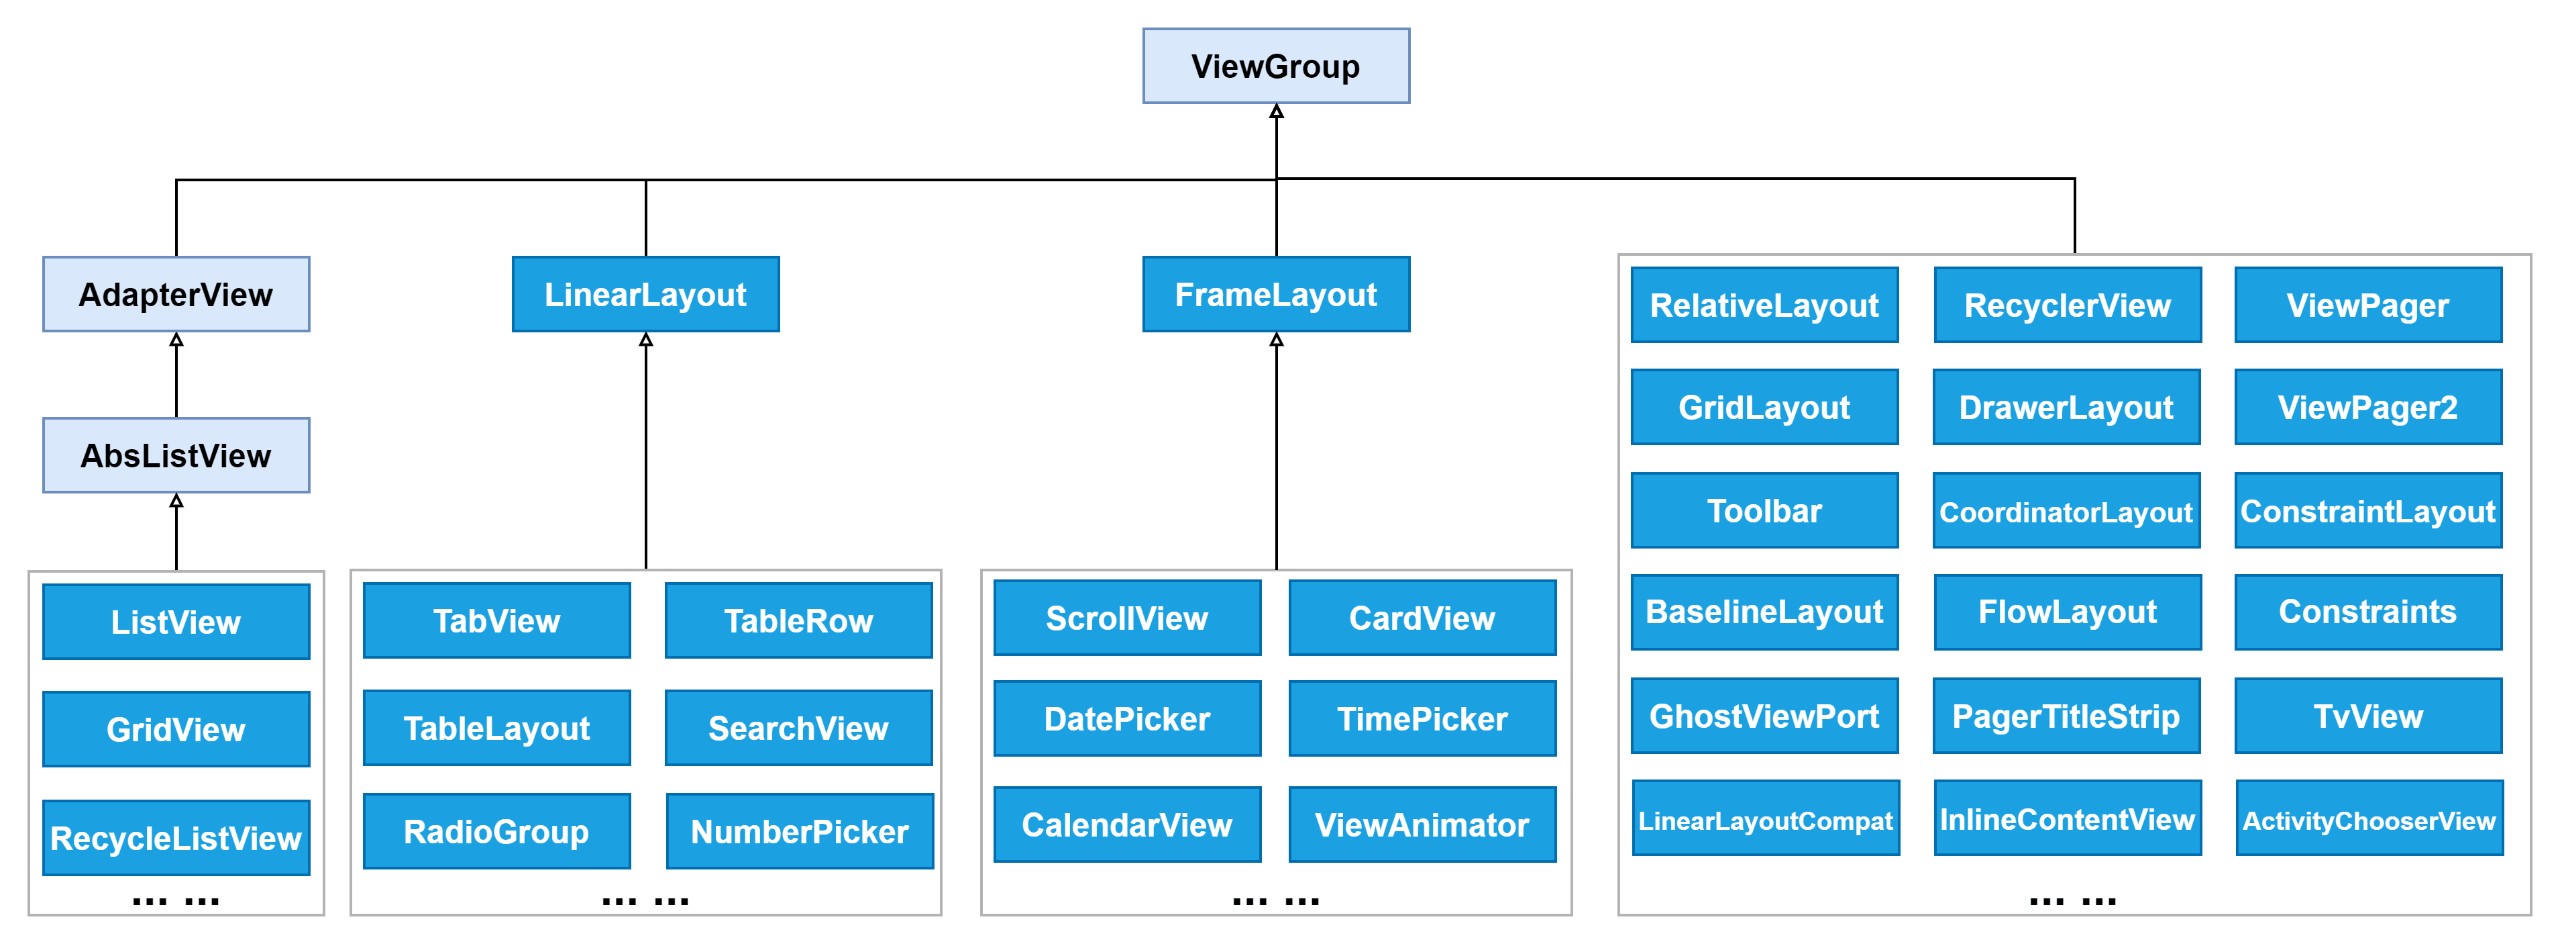 ViewGroup
AdapterView
LinearLayout
FrameLayout
AbsListView
ListView
GridView
RecycleListView
... ...
TabView
TableRow
TableLayout
SearchView
RadioGroup
NumberPicker
... ...
ScrollView
CardView
DatePicker
TimePicker
CalendarView
ViewAnimator
... ...
RelativeLayout
RecyclerView
ViewPager
GridLayout
DrawerLayout
ViewPager2
Toolbar
CoordinatorLayout
ConstraintLayout
BaselineLayout
FlowLayout
Constraints
GhostViewPort
PagerTitleStrip
TvView
LinearLayoutCompat
InlineContentView
ActivityChooserView
... ...